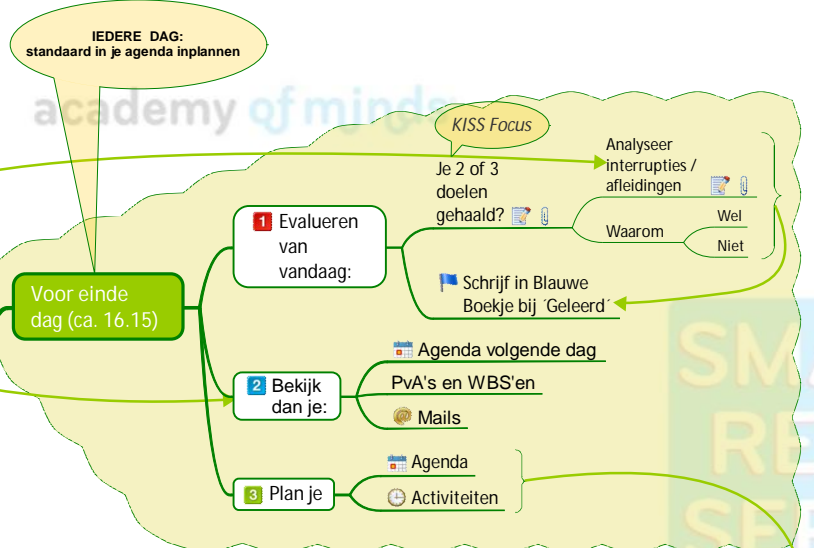 IEDERE DAG:
standaard in je agenda inplannen
academy of minds
KISS Focus
Je 2 of 3
doelen
gehaald?
Analyseer
interrupties /
afleidingen
Waarom
Wel
Niet
1 Evalueren
van
vandaag:
Schrijf in Blauwe
Boekje bij ´Geleerd´
Voor einde
dag (ca. 16.15)
2 Bekijk
dan je:
Agenda volgende dag
PvA's en WBS'en
Mails
3 Plan je
Agenda
Activiteiten